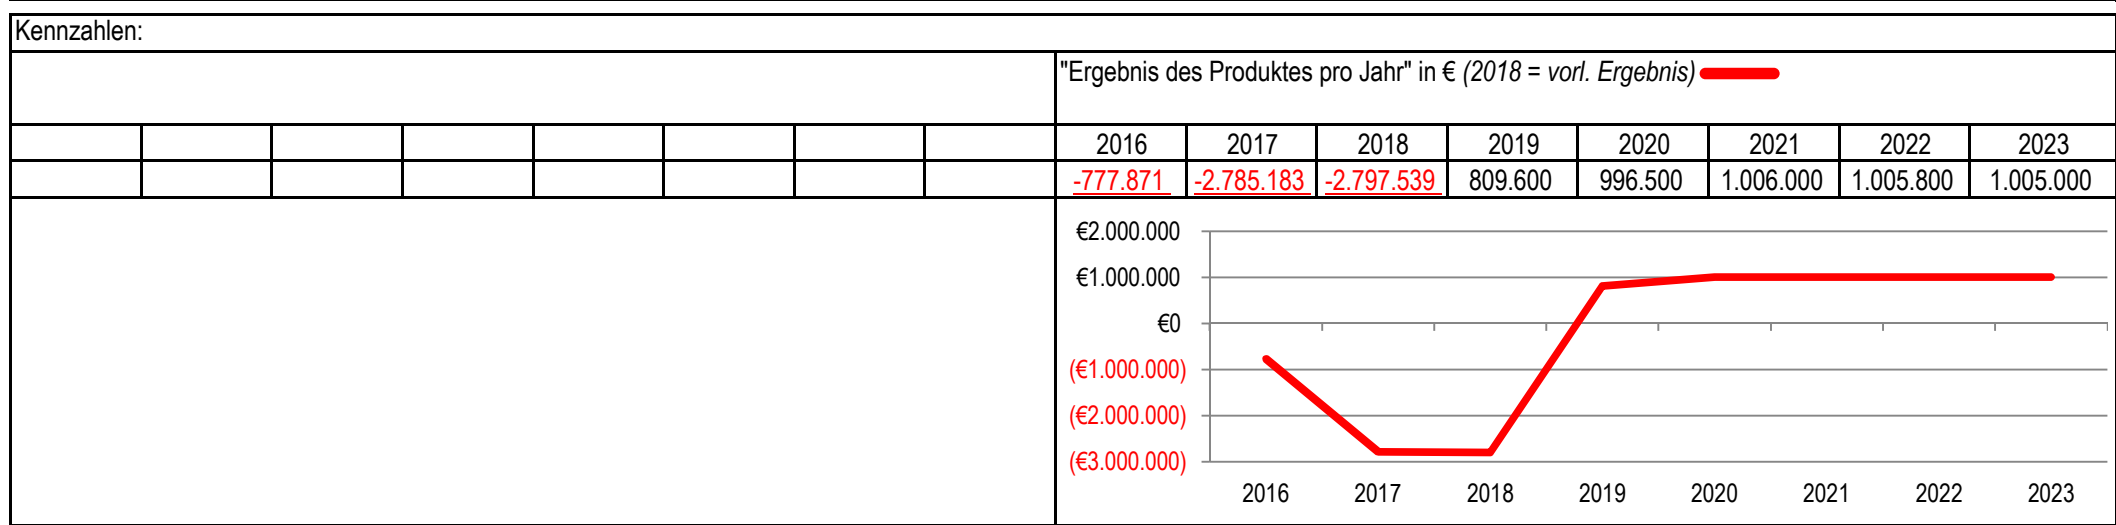 Kennzahlen:
"Ergebnis des Produktes pro Jahr" in € (2018 = vorl. Ergebnis)
2016 2017 2018 2019 2020 2021 2022 2023
-777.871 -2.785.183 -2.797.539 809.600 996.500 1.006.000 1.005.800 1.005.000
€2.000.000
€1.000.000
€0
(€1.000.000)
(€2.000.000)
(€3.000.000)
2016 2017 2018 2019 2020 2021 2022 2023